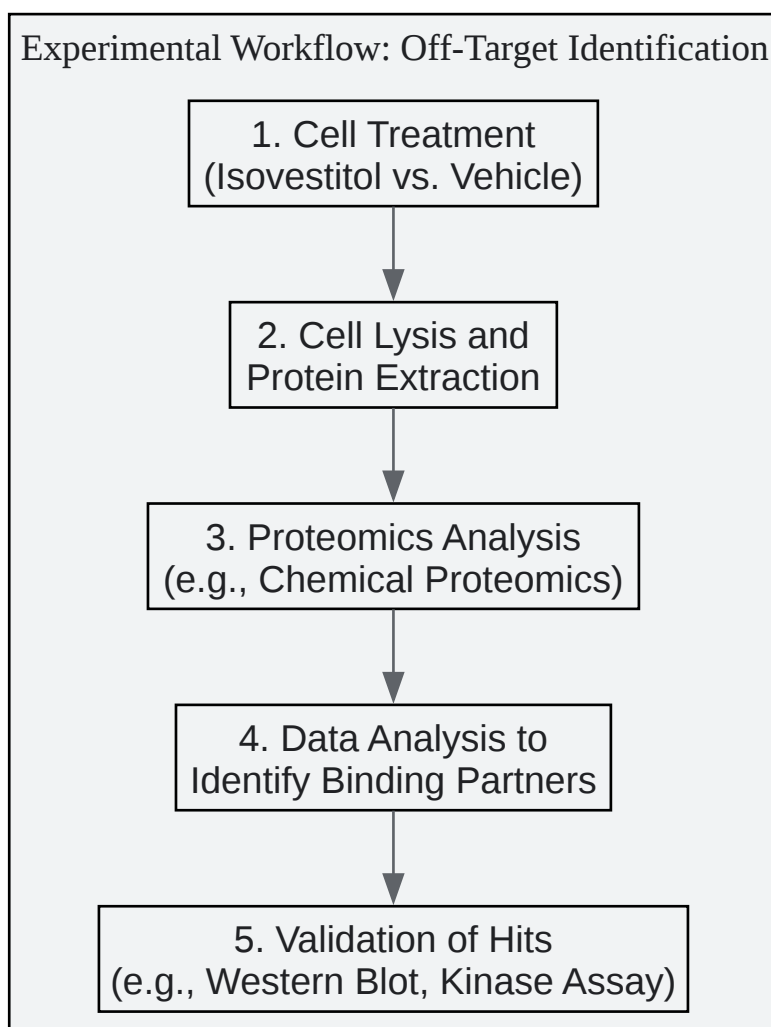 Experimental Workflow: Off-Target Identification
1. Cell Treatment
(Isovestitol vs. Vehicle)
2. Cell Lysis and
Protein Extraction
3. Proteomics Analysis
(e.g., Chemical Proteomics)
4. Data Analysis to
Identify Binding Partners
5. Validation of Hits
(e.g., Western Blot, Kinase Assay)